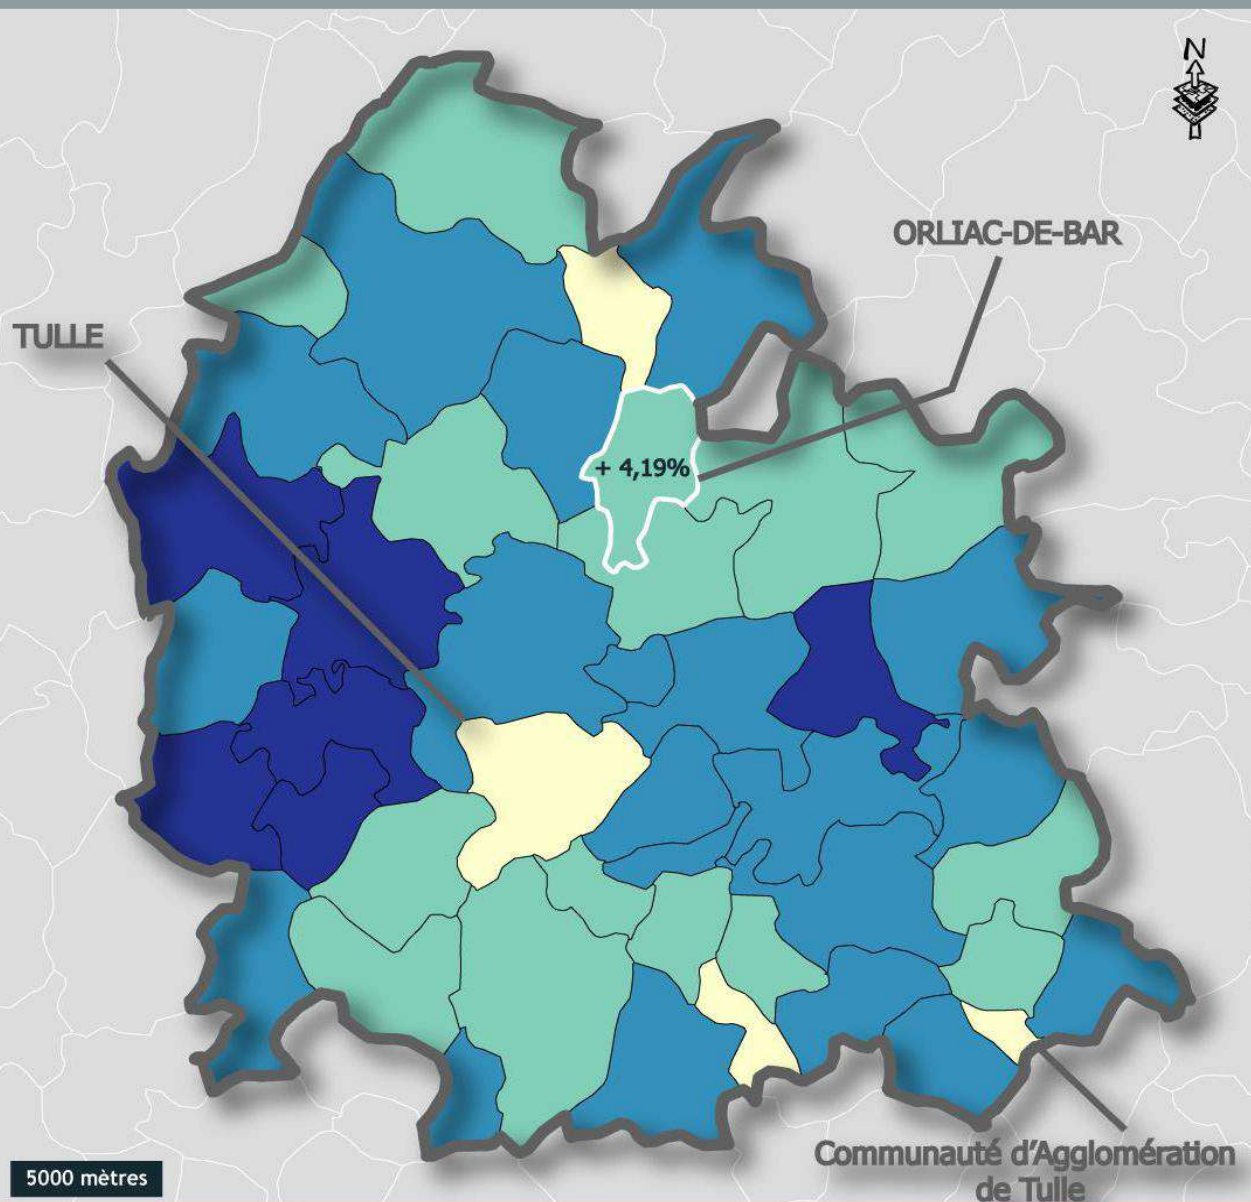 N
ORLIAC-DE-BAR
TULLE
+ 4,19%
Communauté d'Agglomération
de Tulle
5000 mètres